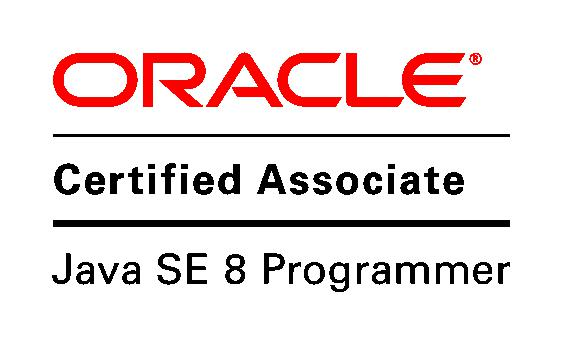 ORACLE®
Certified Associate
Java SE 8 Programmer